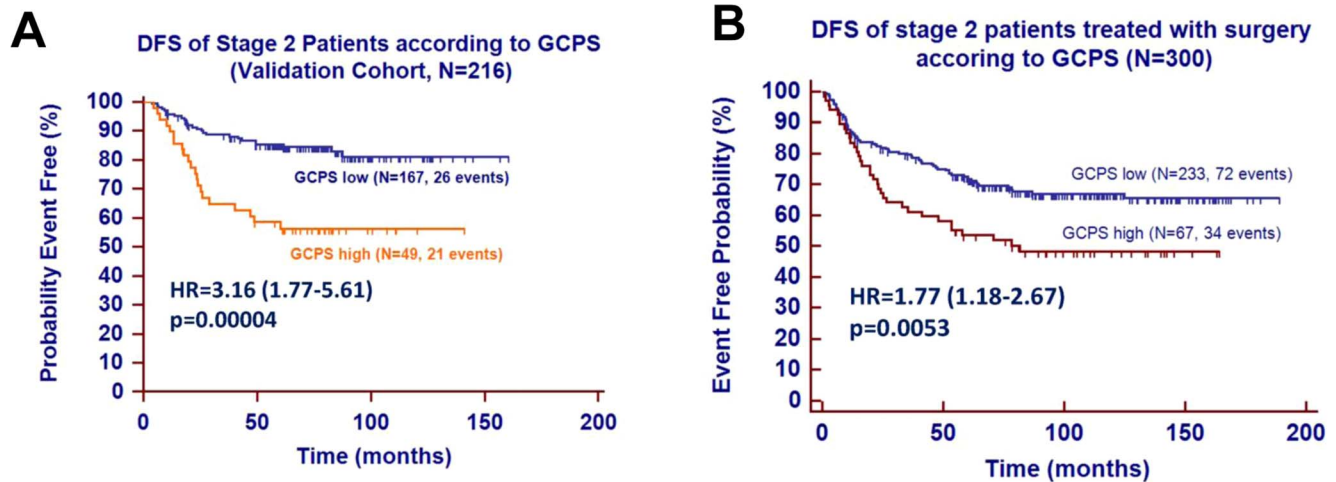 A
DFS of Stage 2 Patients according to GCPS
(Validation Cohort, N=216)
Probability Event Free (%)
100
90
80
70
60
50
40
30
20
10
0
GCPS low (N=167, 26 events)
GCPS high (N=49, 21 events)
HR=3.16 (1.77-5.61)
p=0.00004
0 50 100 150 200
Time (months)
B
DFS of stage 2 patients treated with surgery
accoring to GCPS (N=300)
Event Free Probability (%)
100
90
80
70
60
50
40
30
20
10
0
GCPS low (N=233, 72 events)
GCPS high (N=67, 34 events)
HR=1.77 (1.18-2.67)
p=0.0053
0 50 100 150 200
Time (months)